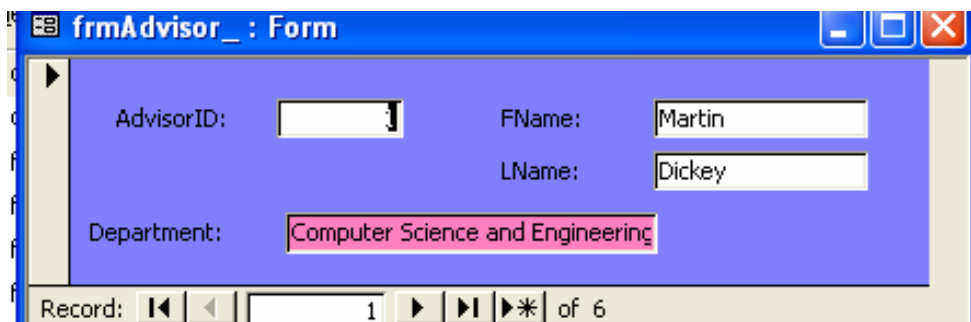 frmAdvisor_ : Form
AdvisorID: FName: Martin
LName: Dickey
Department: Computer Science and Engineering
Record: 1 of 6